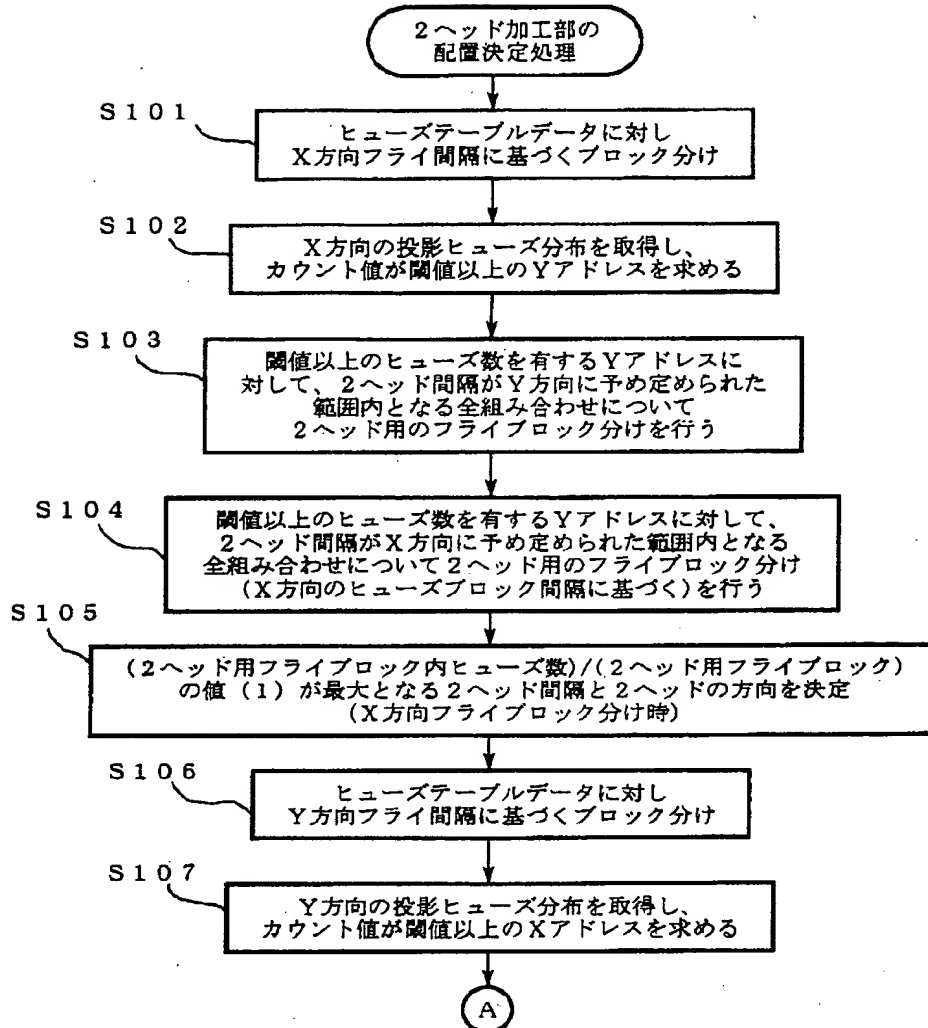 2ヘッド加工部の
配置決定処理
S101
ヒューズテーブルデータに対し
X方向フライ間隔に基づくブロック分け
S102
X方向の投影ヒューズ分布を取得し、
カウント値が閾値以上のYアドレスを求める
S103
閾値以上のヒューズ数を有するYアドレスに
対して、2ヘッド間隔がY方向に予め定められた
範囲内となる全組み合わせについて
2ヘッド用のフライブロック分けを行う
S104
閾値以上のヒューズ数を有するYアドレスに対して、
2ヘッド間隔がX方向に予め定められた範囲内となる
全組み合わせについて2ヘッド用のフライブロック分け
(X方向のヒューズブロック間隔に基づく)を行う
S105
(2ヘッド用フライブロック内ヒューズ数)/(2ヘッド用フライブロック)
の値(1)が最大となる2ヘッド間隔と2ヘッドの方向を決定
(X方向フライブロック分け時)
S106
ヒューズテーブルデータに対し
Y方向フライ間隔に基づくブロック分け
S107
Y方向の投影ヒューズ分布を取得し、
カウント値が閾値以上のXアドレスを求める
A